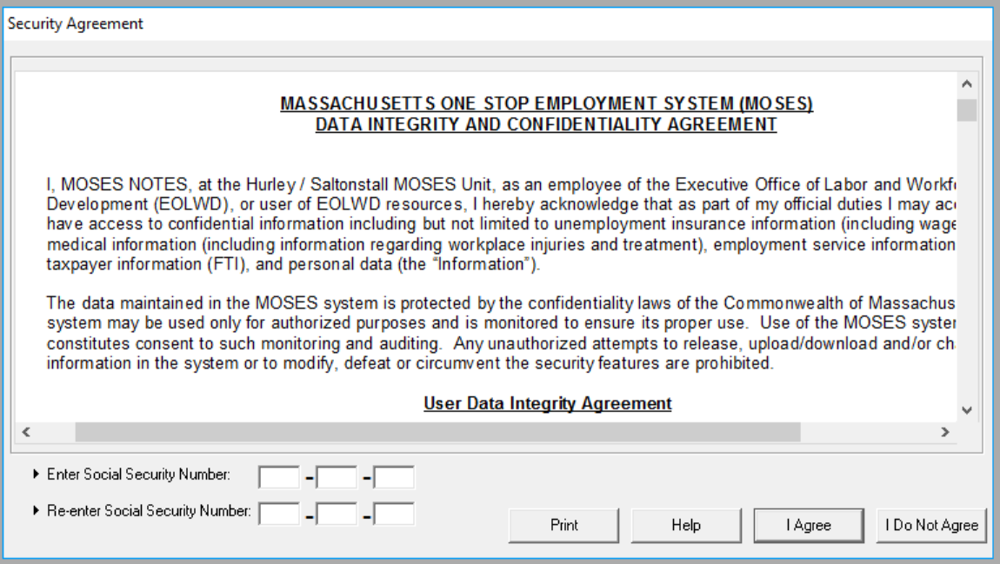 Security Agreement
MASSACHUSETTS ONE STOP EMPLOYMENT SYSTEM (MOSES)
DATA INTEGRITY AND CONFIDENTIALITY AGREEMENT
I, MOSES NOTES, at the Hurley / Saltonstall MOSES Unit, as an employee of the Executive Office of Labor and
Development (EOLWD), or user of EOLWD resources, I hereby acknowledge that as part of my official duties I may
have access to confidential information including but not limited to unemployment insurance information (including
medical information (including information regarding workplace injuries and treatment), employment service information
taxpayer information (FTI), and personal data (the “Information”).
The data maintained in the MOSES system is protected by the confidentiality laws of the Commonwealth of
system may be used only for authorized purposes and is monitored to ensure its proper use. Use of the MOSES
constitutes consent to such monitoring and auditing. Any unauthorized attempts to release, upload/download and/or
information in the system or to modify, defeat or circumvent the security features are prohibited.
User Data Integrity Agreement
Enter Social Security Number: - -
Re-enter Social Security Number: - -
Print Help I Agree I Do Not Agree